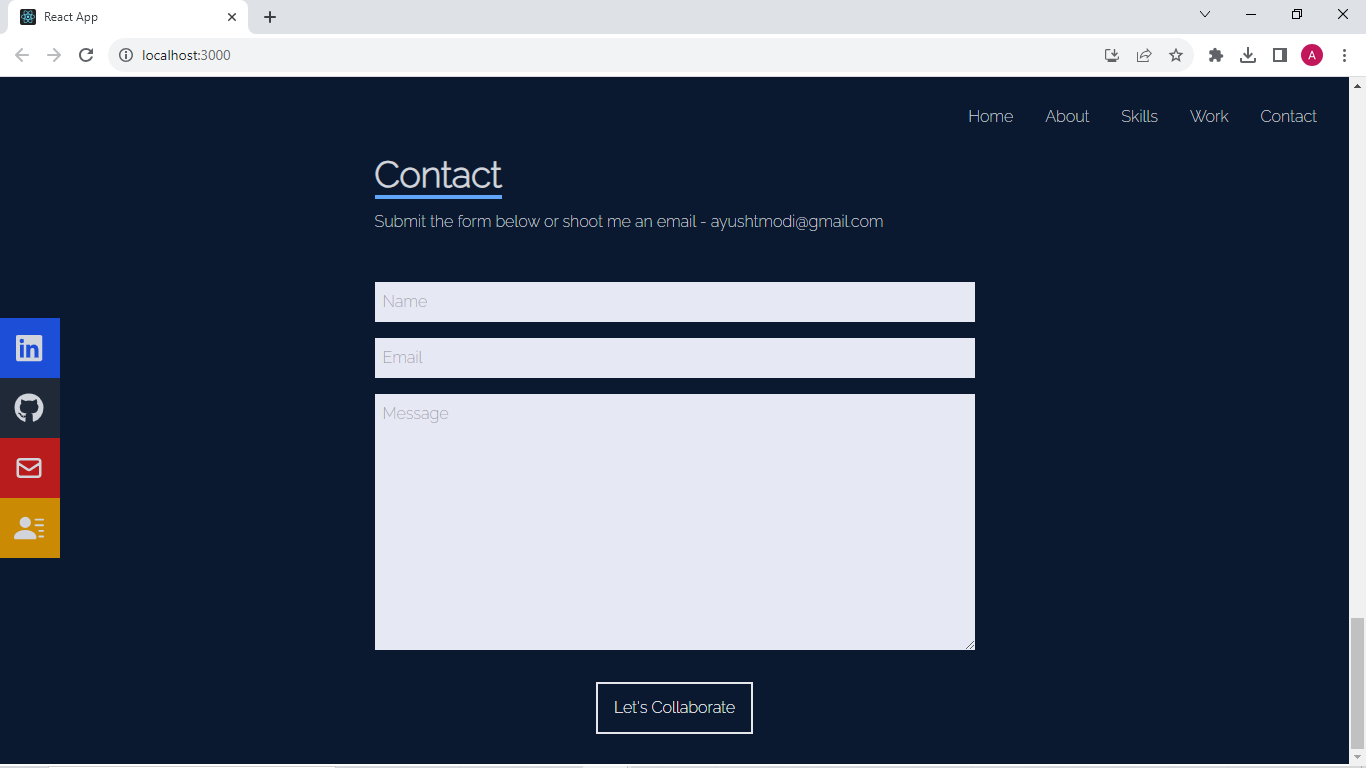 React App
localhost:3000
A
Home About Skills Work Contact
Contact
Submit the form below or shoot me an email - ayushtmodi@gmail.com
Name
in
Email
Message
Let's Collaborate